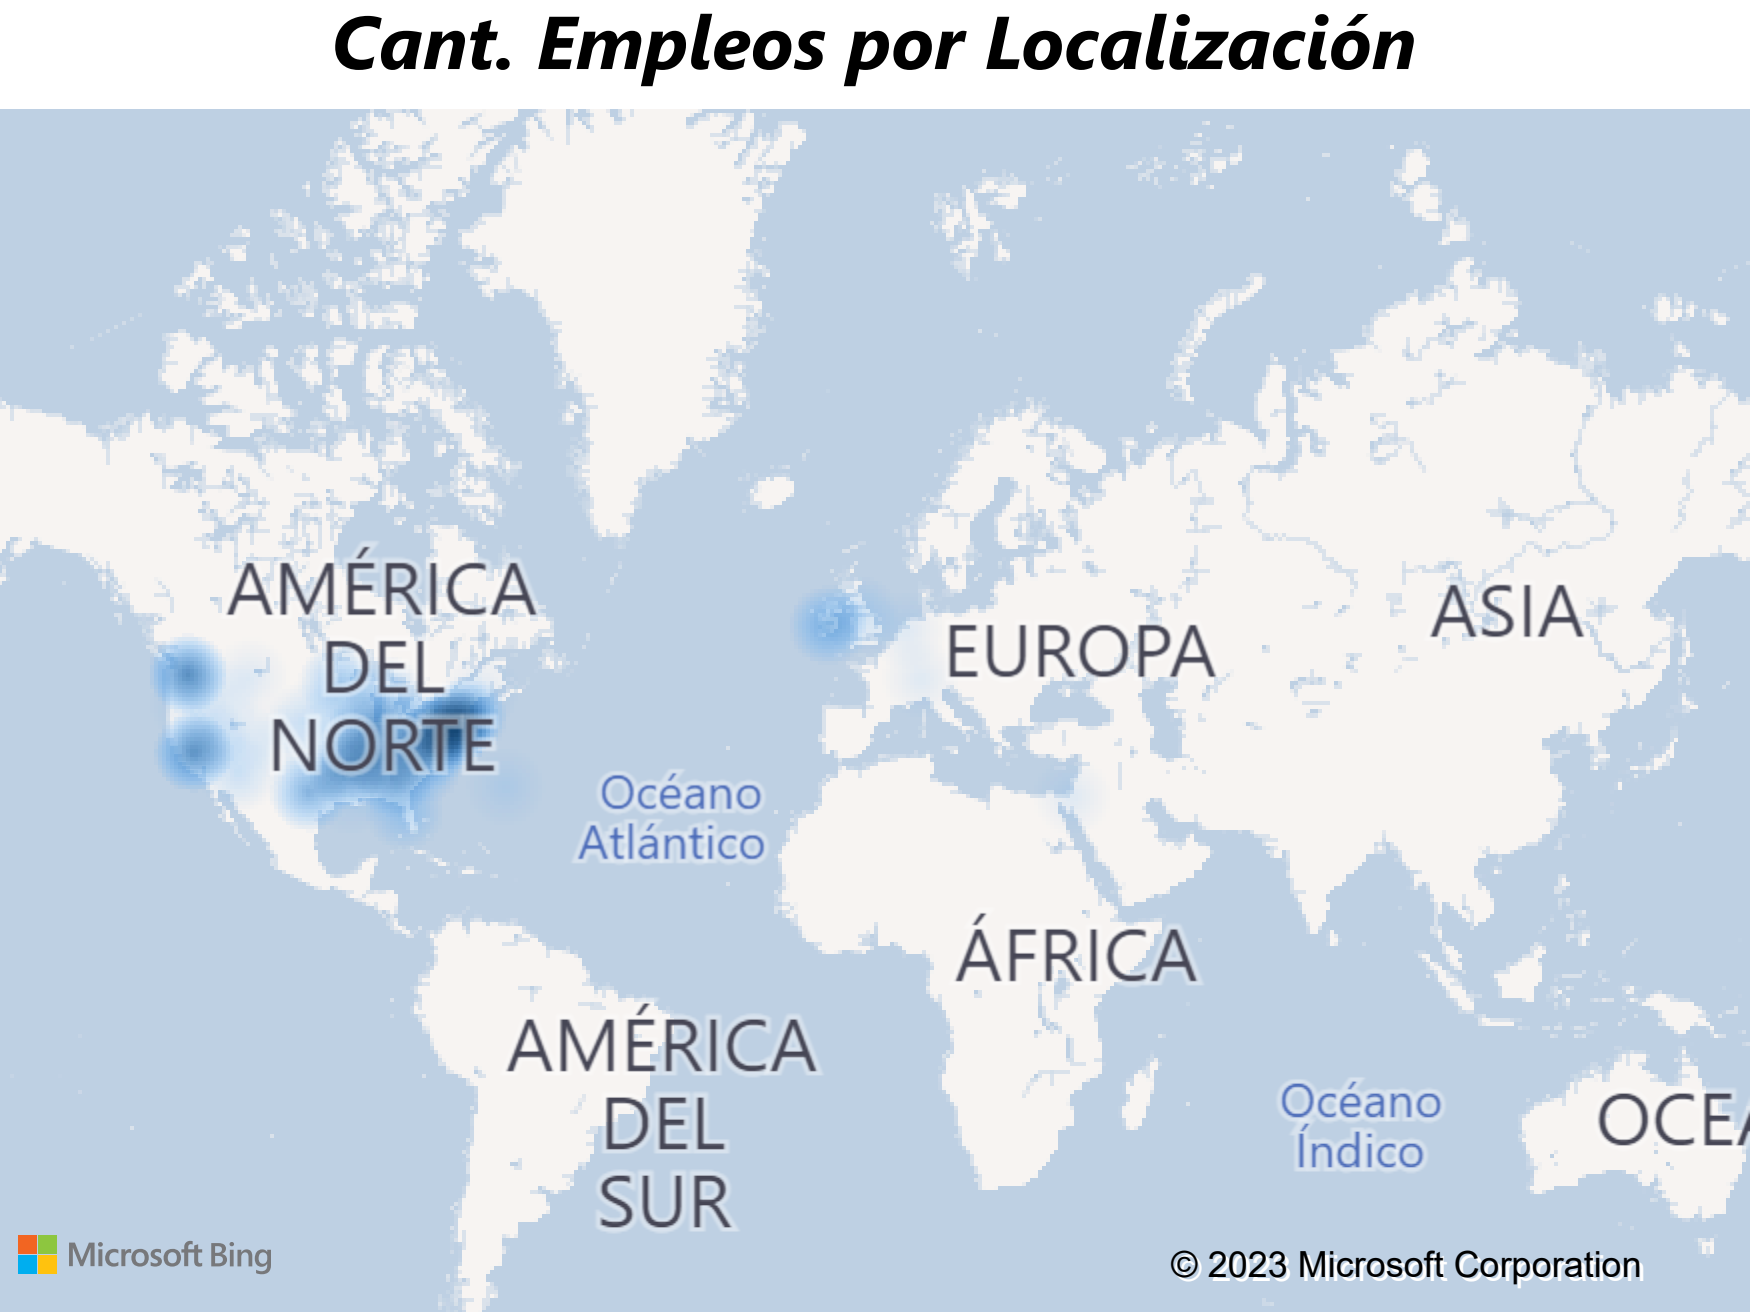 Cant. Empleos por Localización
AMÉRICA
DEL
NORTE
EUROPA
ASIA
Océano
Atlántico
ÁFRICA
AMÉRICA
DEL
SUR
Océano
Índico
OCEA
Microsoft Bing
© 2023 Microsoft Corporation